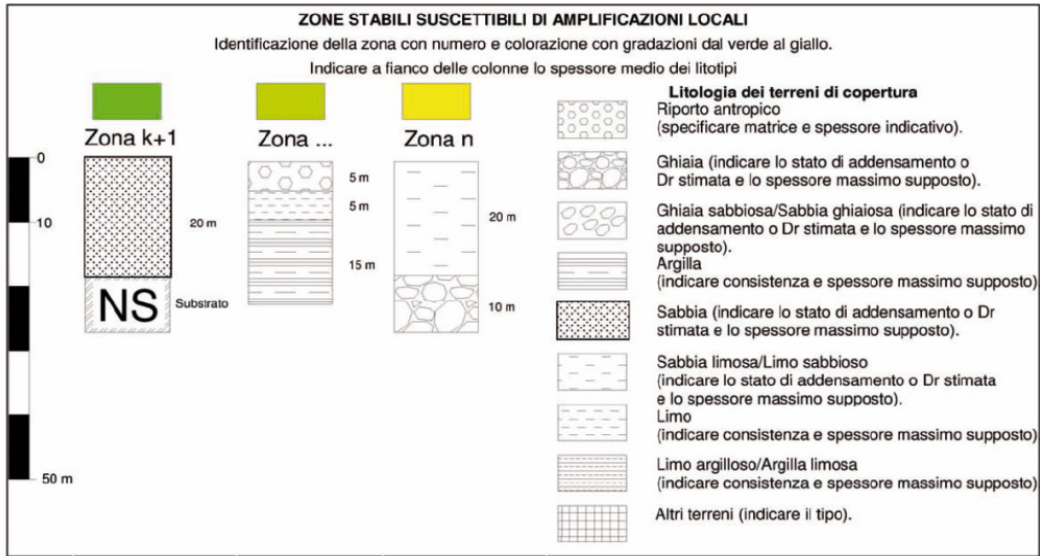 ZONE STABILI SUSCETTIBILI DI AMPLIFICAZIONI LOCALI
Identificazione della zona con numero e colorazione con gradazioni dal verde al giallo.
Indicare a fianco delle colonne lo spessore medio dei litotipi
Zona k+1
Zona ...
Zona n
0
10
50 m
20 m
NS
Substrato
5 m
5 m
15 m
20 m
10 m
Litologia dei terreni di copertura
Riporto antropico
(specificare matrice e spessore indicativo).
Ghiaia (indicare lo stato di addensamento o
Dr stimata e lo spessore massimo supposto).
Ghiaia sabbiosa/Sabbia ghiaiosa (indicare lo stato di
addensamento o Dr stimata e lo spessore massimo
supposto).
Argilla
(indicare consistenza e spessore massimo supposto).
Sabbia (indicare lo stato di addensamento o Dr
stimata e lo spessore massimo supposto).
Sabbia limosa/Limo sabbioso
(indicare lo stato di addensamento o Dr stimata
e lo spessore massimo supposto).
Limo
(indicare consistenza e spessore massimo supposto)
Limo argilloso/Argilla limosa
(indicare consistenza e spessore massimo supposto)
Altri terreni (indicare il tipo).